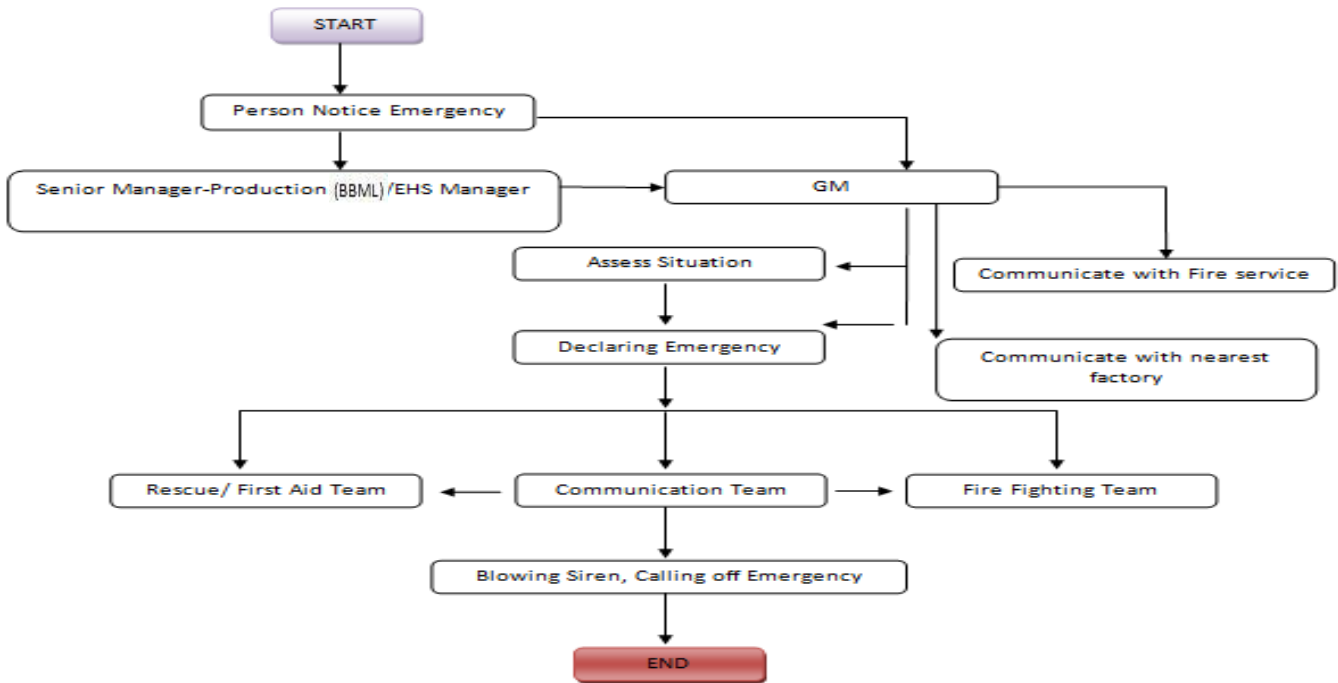 START
Person Notice Emergency
Senior Manager-Production (BBML)/EHS Manager
GM
Assess Situation
Communicate with Fire service
Declaring Emergency
Communicate with nearest
factory
Rescue/ First Aid Team
Communication Team
Fire Fighting Team
Blowing Siren, Calling off Emergency
END